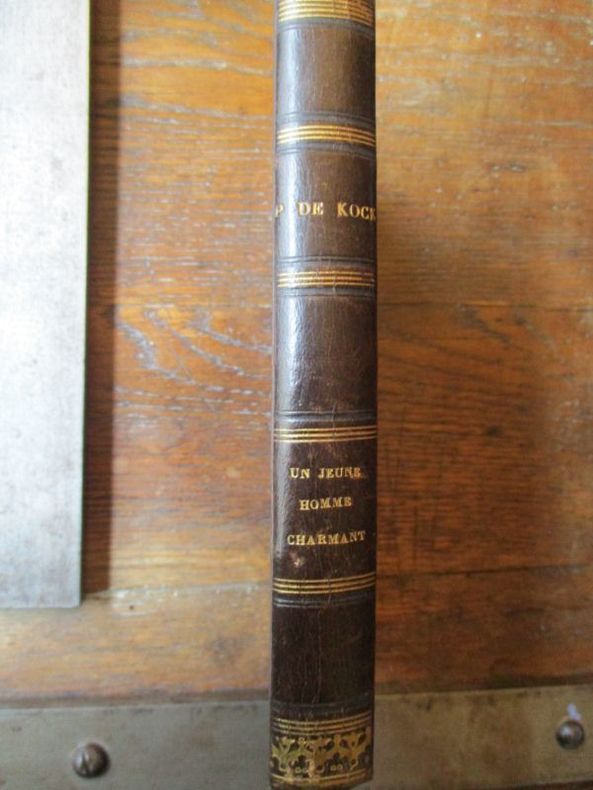 P. DE KOCK
UN JEUNE
HOMME
CHARMANT